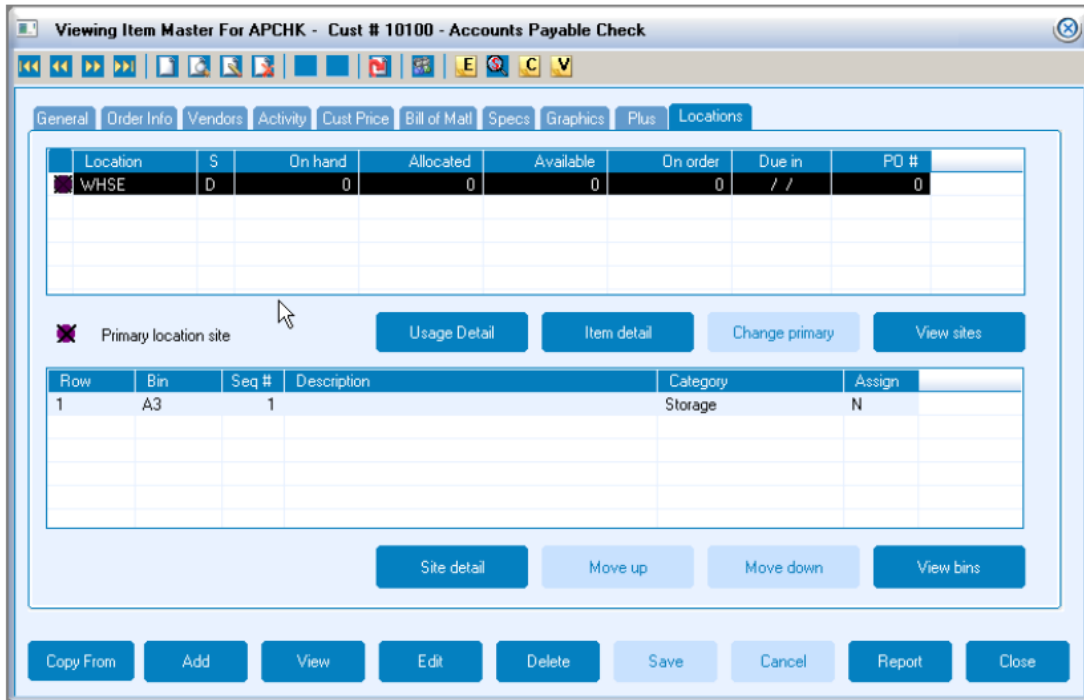 Viewing Item Master For APCHK - Cust # 10100 - Accounts Payable Check
E C V
General Order Info Vendors Activity Cust Price Bill of Matl Specs Graphics Plus Locations
Location S On hand Allocated Available On order Due in PO #
WHSE D 0 0 0 0 / / 0
Primary location site Usage Detail Item detail Change primary View sites
Row Bin Seq # Description Category Assign
1 A3 1 Storage N
Site detail Move up Move down View bins
Copy From Add View Edit Delete Save Cancel Report Close